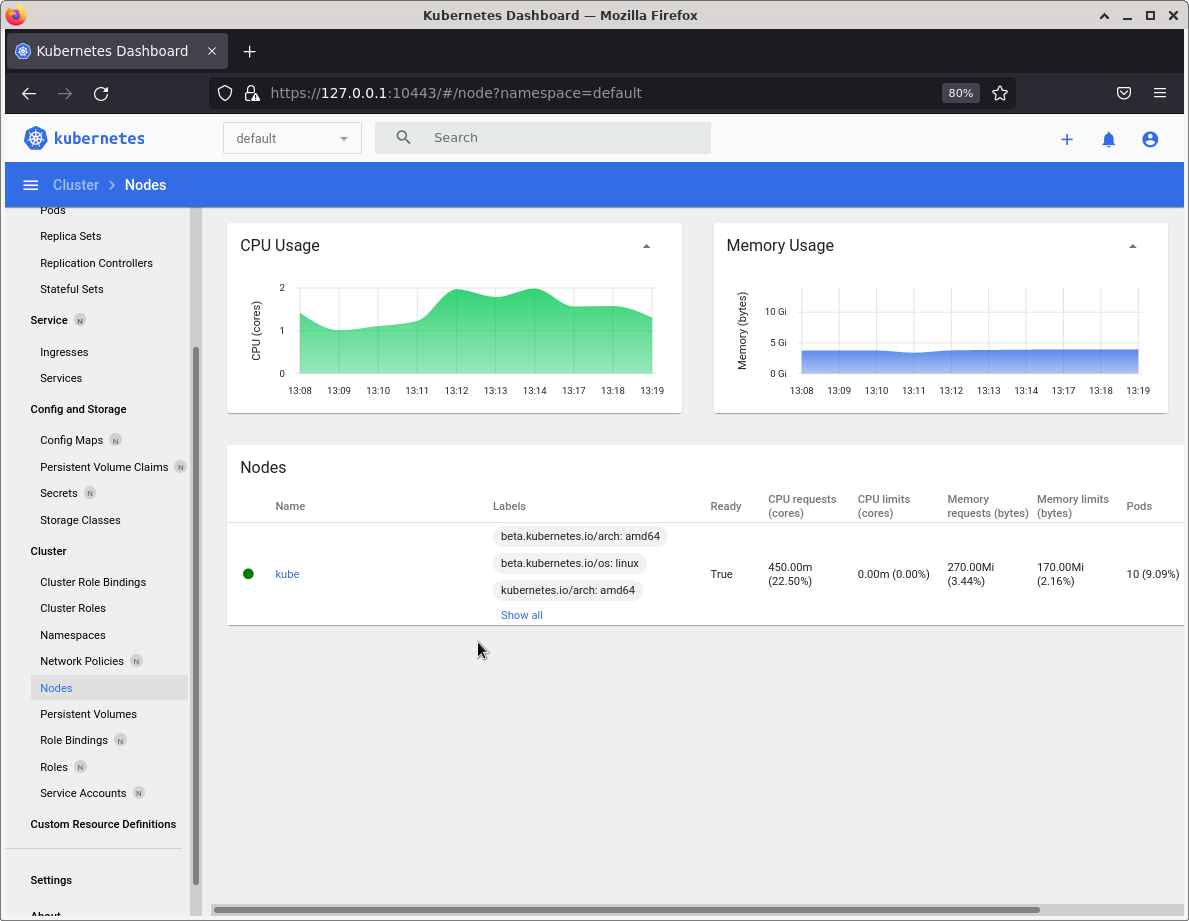 Kubernetes Dashboard — Mozilla Firefox
Kubernetes Dashboard
https://127.0.0.1:10443/#/node?namespace=default
80%
kubernetes
default
Search
Cluster > Nodes
Pods
Replica Sets
Replication Controllers
Stateful Sets
Service N
Ingresses
Services
Config and Storage
Config Maps N
Persistent Volume Claims N
Secrets N
Storage Classes
Cluster
Cluster Role Bindings
Cluster Roles
Namespaces
Network Policies N
Nodes
Persistent Volumes
Role Bindings N
Roles N
Service Accounts N
Custom Resource Definitions
Settings
About
CPU Usage
CPU (cores)
2
1
0
13:08 13:09 13:10 13:11 13:12 13:13 13:14 13:17 13:18 13:19
Memory Usage
Memory (bytes)
10 Gi
5 Gi
0 Gi
13:08 13:09 13:10 13:11 13:12 13:13 13:14 13:17 13:18 13:19
Nodes
Name
Labels
Ready
CPU requests
(cores)
CPU limits
(cores)
Memory
requests (bytes)
Memory limits
(bytes)
Pods
kube
beta.kubernetes.io/arch: amd64
beta.kubernetes.io/os: linux
kubernetes.io/arch: amd64
Show all
True
450.00m
(22.50%)
0.00m (0.00%)
270.00Mi
(3.44%)
170.00Mi
(2.16%)
10 (9.09%)